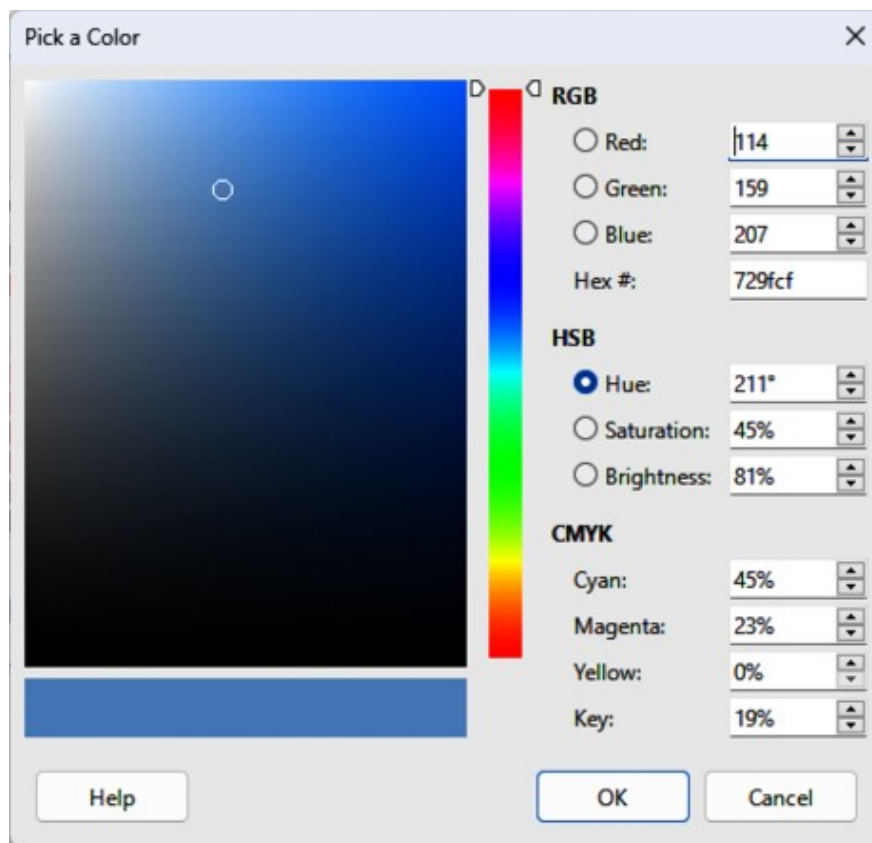 Pick a Color
RGB
Red: 114
Green: 159
Blue: 207
Hex #: 729fcf
HSB
Hue: 211°
Saturation: 45%
Brightness: 81%
CMYK
Cyan: 45%
Magenta: 23%
Yellow: 0%
Key: 19%
Help OK Cancel